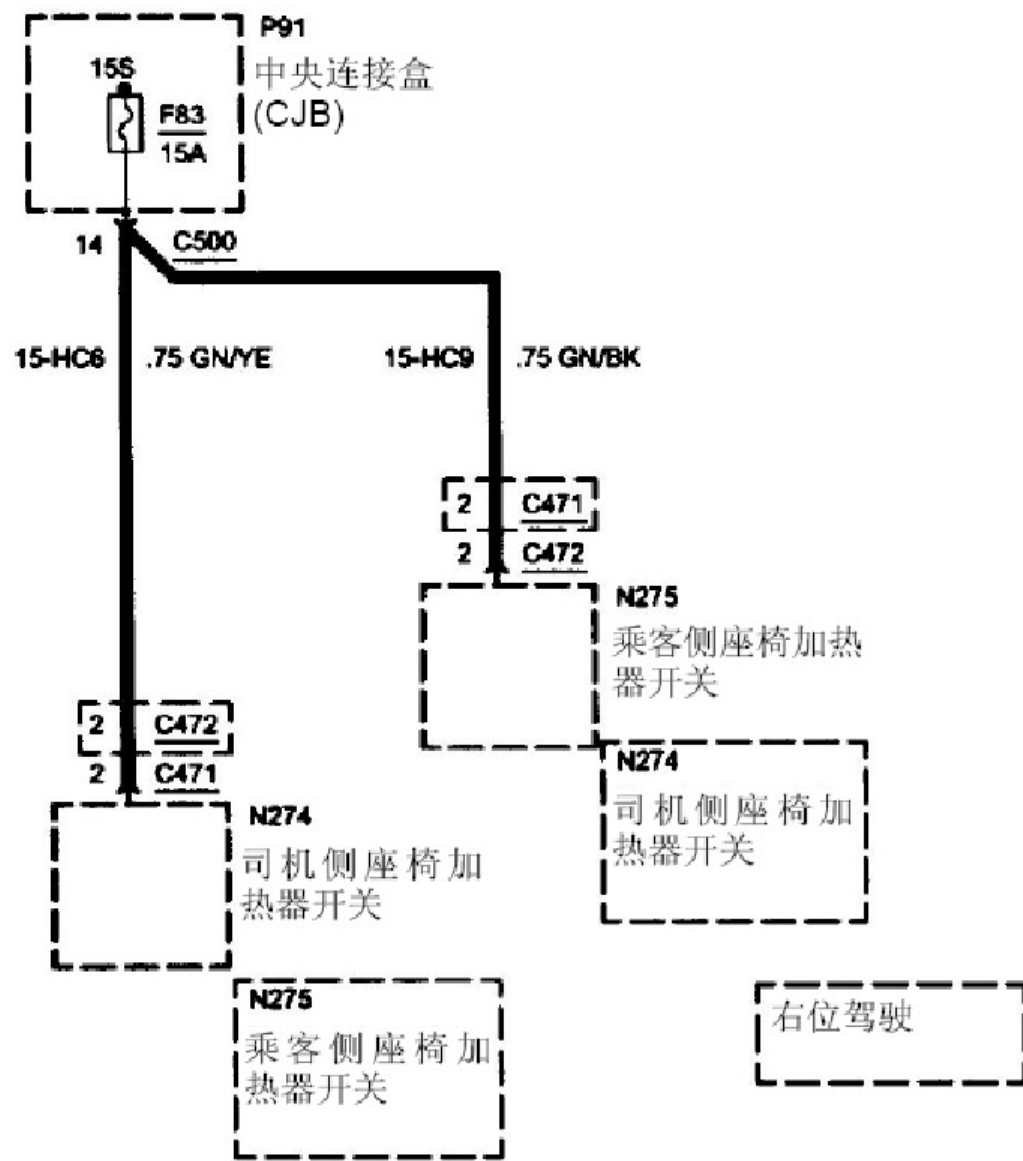 P91
中央连接盒
(CJB)
15S
F83
15A
14
C500
15-HC6
.75 GN/YE
15-HC9
.75 GN/BK
2
C471
2
C472
N275
乘客侧座椅加热
器开关
N274
司机侧座椅加
热器开关
2
C472
2
C471
N274
司机侧座椅加
热器开关
N275
乘客侧座椅加
热器开关
右位驾驶